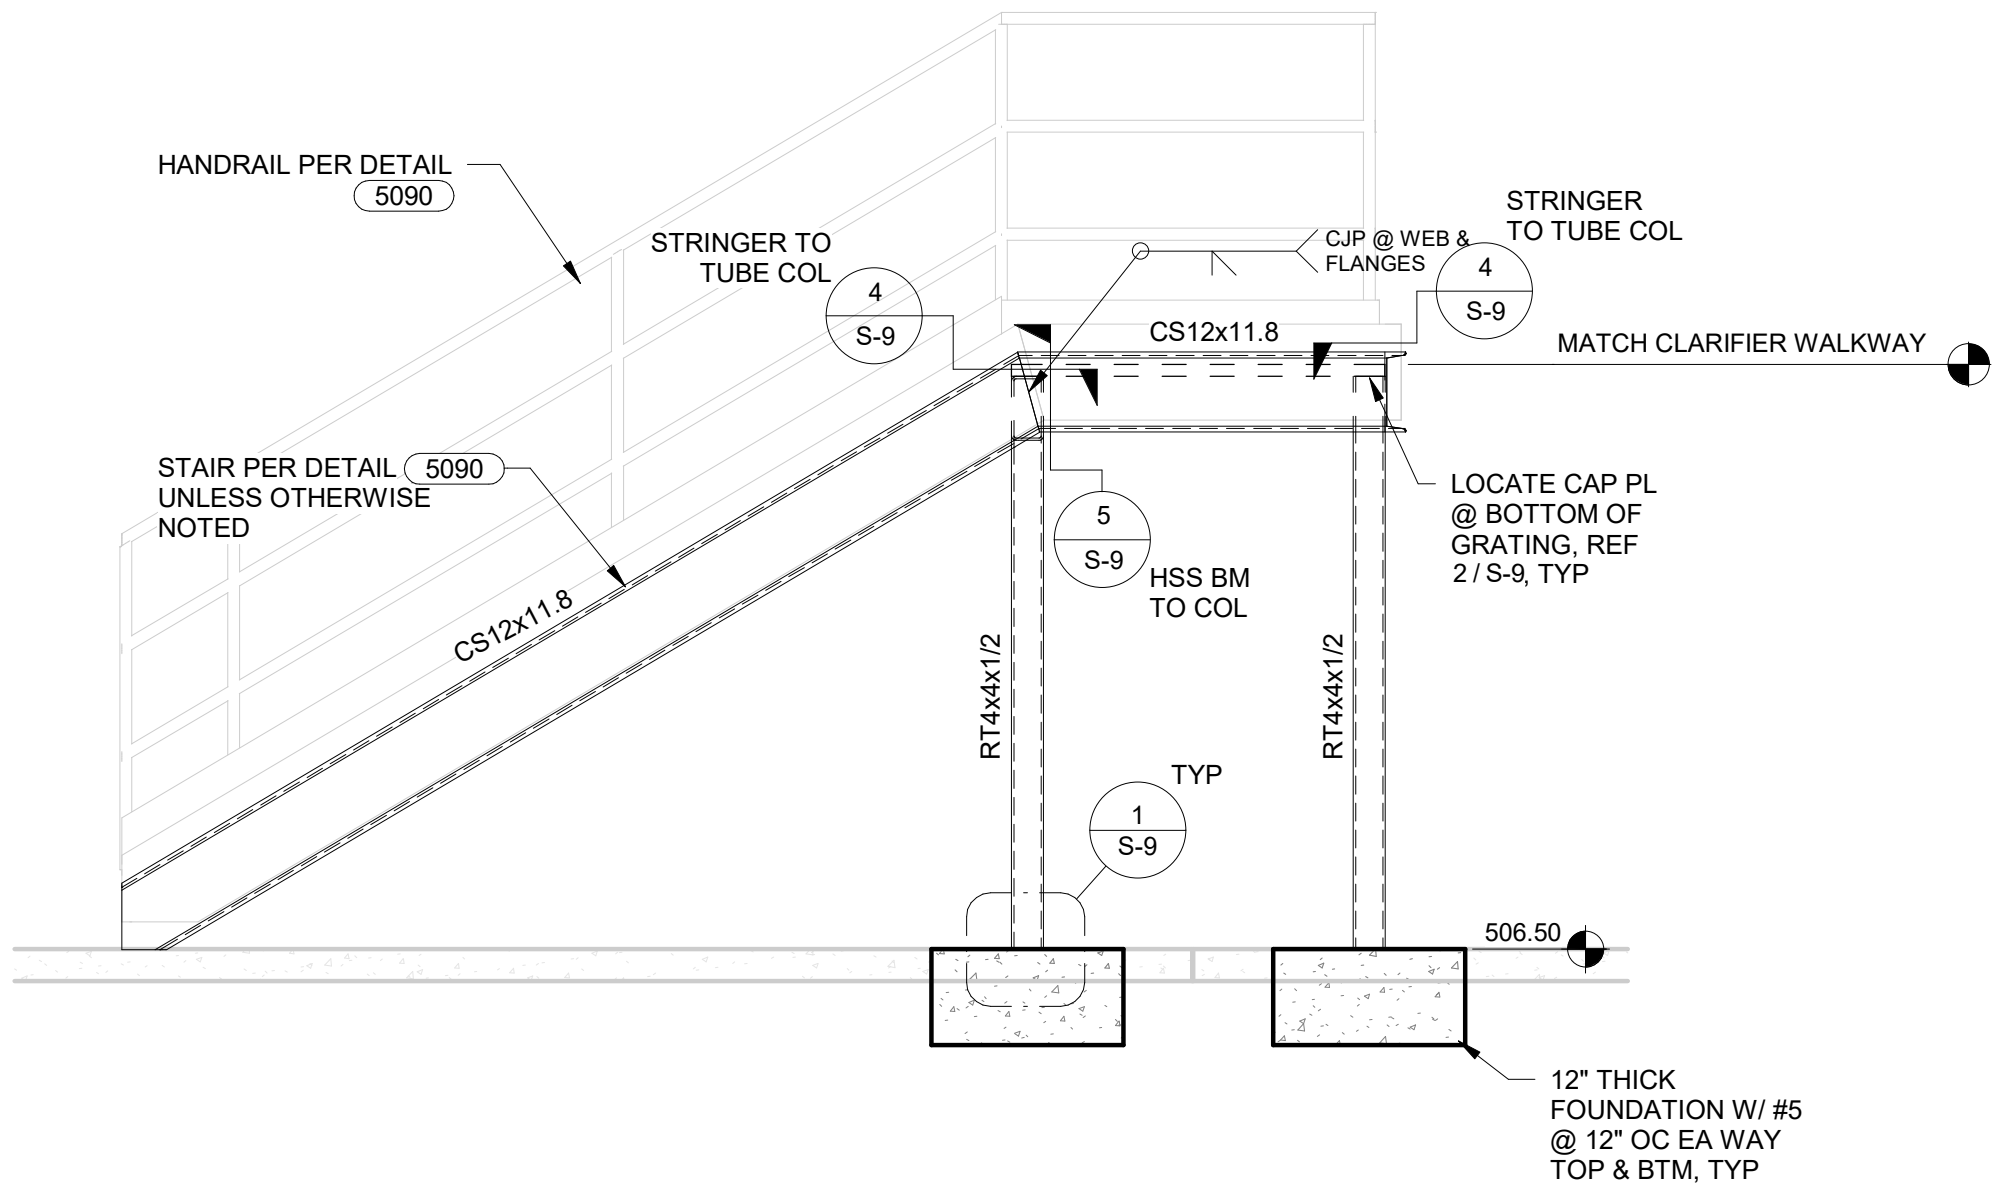 HANDRAIL PER DETAIL
5090
STRINGER TO
TUBE COL
4
S-9
CJP @ WEB &
FLANGES
STRINGER
TO TUBE COL
4
S-9
CS12x11.8
MATCH CLARIFIER WALKWAY
STAIR PER DETAIL 5090
UNLESS OTHERWISE
NOTED
LOCATE CAP PL
@ BOTTOM OF
GRATING, REF
2 / S-9, TYP
5
S-9
HSS BM
TO COL
CS12x11.8
RT4x4x1/2
RT4x4x1/2
TYP
1
S-9
506.50
12" THICK
FOUNDATION W/ #5
@ 12" OC EA WAY
TOP & BTM, TYP